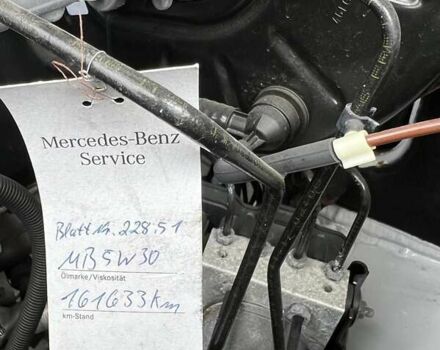 Mercedes-Benz
Service
Blatt Nr. 228.51
MB 5W30
Ölmarke/Viskosität
161633 km
km-Stand